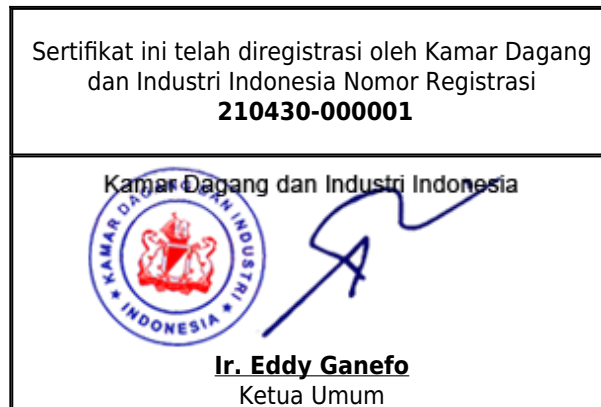 Sertifikat ini telah diregistrasi oleh Kamar Dagang
dan Industri Indonesia Nomor Registrasi
210430-000001
Kamar Dagang dan Industri Indonesia
KAMAR DAGANG DAN INDUSTRI
INDONESIA
Ir. Eddy Ganefo
Ketua Umum